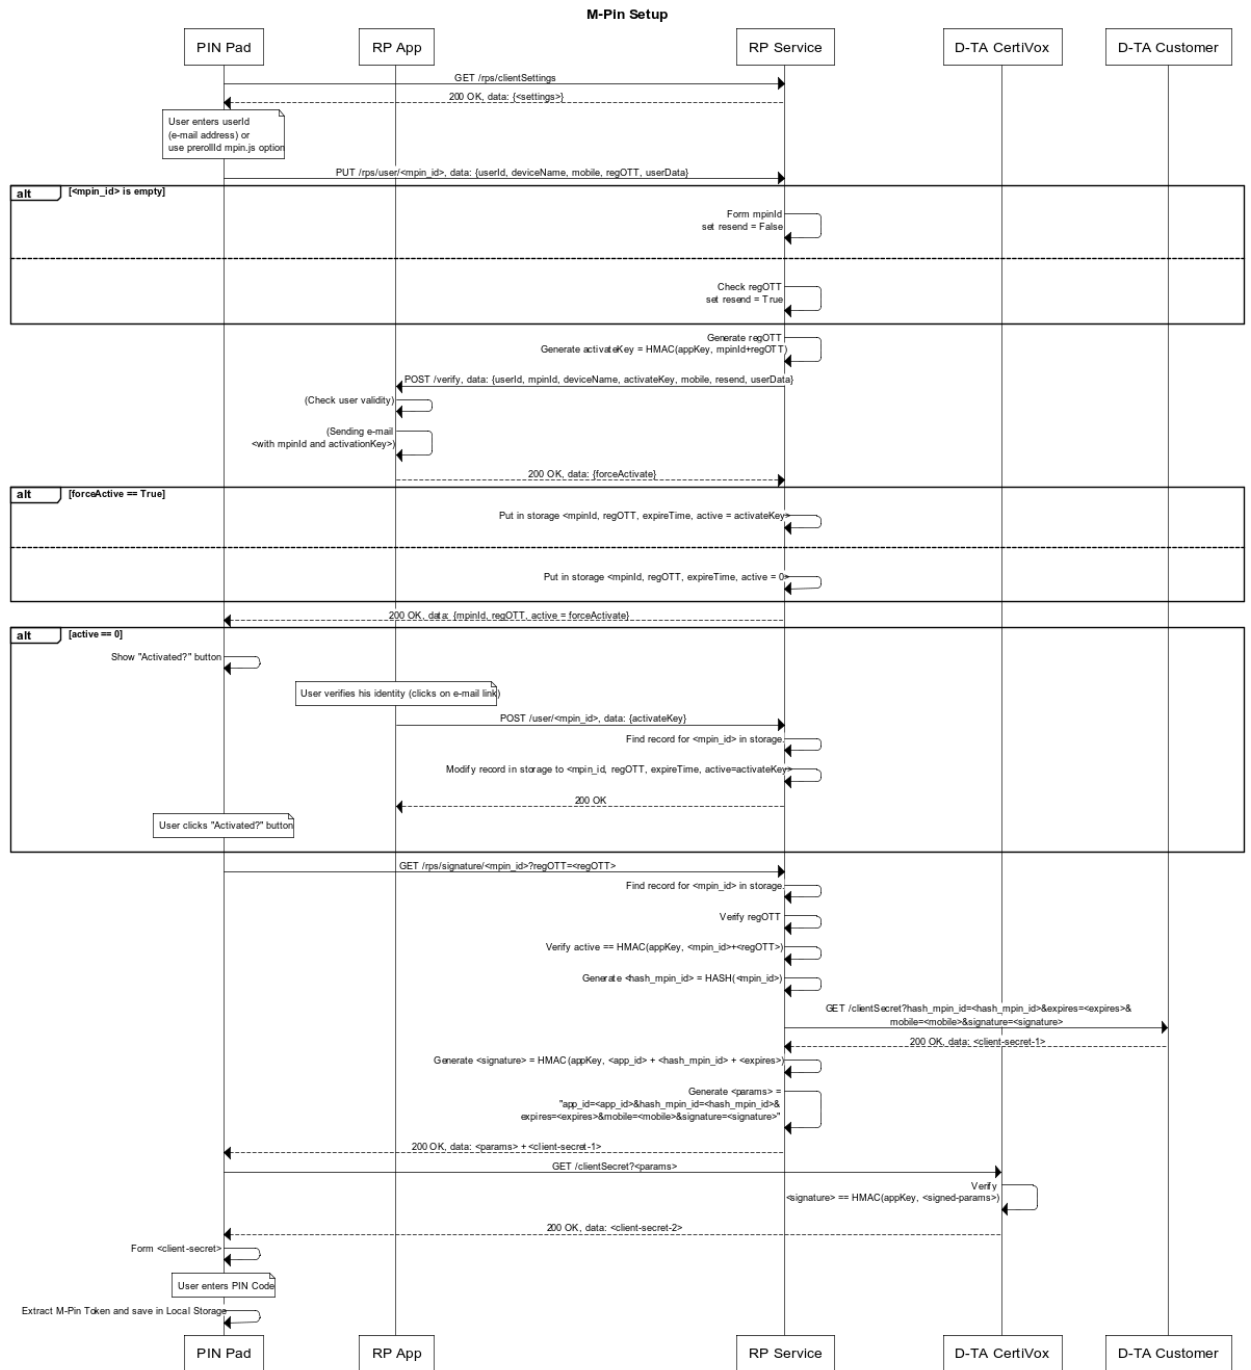 M-Pin Setup
PIN Pad
RP App
RP Service
D-TA CertiVox
D-TA Customer
GET /rps/clientSettings
200 OK, data: {<settings>}
User enters userId
(e-mail address) or
use prerollId mpin.js option
PUT /rps/user/<mpin_id>, data: {userId, deviceName, mobile, regOTT, userData}
alt
[<mpin_id> is empty]
Form mpinId
set resend = False
Check regOTT
set resend = True
Generate regOTT
Generate activateKey = HMAC(appKey, mpinId+regOTT)
POST /verify, data: {userId, mpinId, deviceName, activateKey, mobile, resend, userData}
(Check user validity)
(Sending e-mail
<with mpinId and activationKey>)
200 OK, data: {forceActivate}
alt
[forceActive == True]
Put in storage <mpinId, regOTT, expireTime, active = activateKey>
Put in storage <mpinId, regOTT, expireTime, active = 0>
200 OK, data: {mpinId, regOTT, active = forceActivate}
alt
[active == 0]
Show "Activated?" button
User verifies his identity (clicks on e-mail link)
POST /user/<mpin_id>, data: {activateKey}
Find record for <mpin_id> in storage.
Modify record in storage to <mpin_id, regOTT, expireTime, active=activateKey>
200 OK
User clicks "Activated?" button
GET /rps/signature/<mpin_id>?regOTT=<regOTT>
Find record for <mpin_id> in storage.
Verify regOTT
Verify active == HMAC(appKey, <mpin_id>+<regOTT>)
Generate <hash_mpin_id> = HASH(<mpin_id>)
GET /clientSecret?hash_mpin_id=<hash_mpin_id>&expires=<expires>&
mobile=<mobile>&signature=<signature>
200 OK, data: <client-secret-1>
Generate <signature> = HMAC(appKey, <app_id> + <hash_mpin_id> + <expires>)
Generate <params> =
"app_id=<app_id>&hash_mpin_id=<hash_mpin_id>&
expires=<expires>&mobile=<mobile>&signature=<signature>"
200 OK, data: <params> + <client-secret-1>
GET /clientSecret?<params>
Verify
<signature> == HMAC(appKey, <signed-params>)
200 OK, data: <client-secret-2>
Form <client-secret>
User enters PIN Code
Extract M-Pin Token and save in Local Storage
PIN Pad
RP App
RP Service
D-TA CertiVox
D-TA Customer